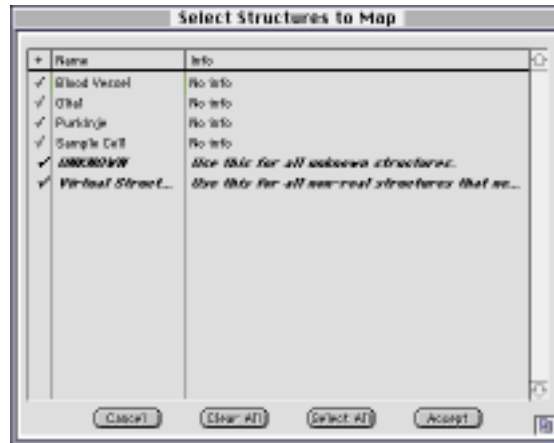 Select Structures to Map
+ Name Info
✓ Blood Vessel No info
✓ Glial No info
✓ Purkinje No info
✓ Sample Cell No info
✓ UNKNOWN Use this for all unknown structures.
✓ Virtual Struct... Use this for all non-real structures that ne...
Cancel Clear All Select All Accept